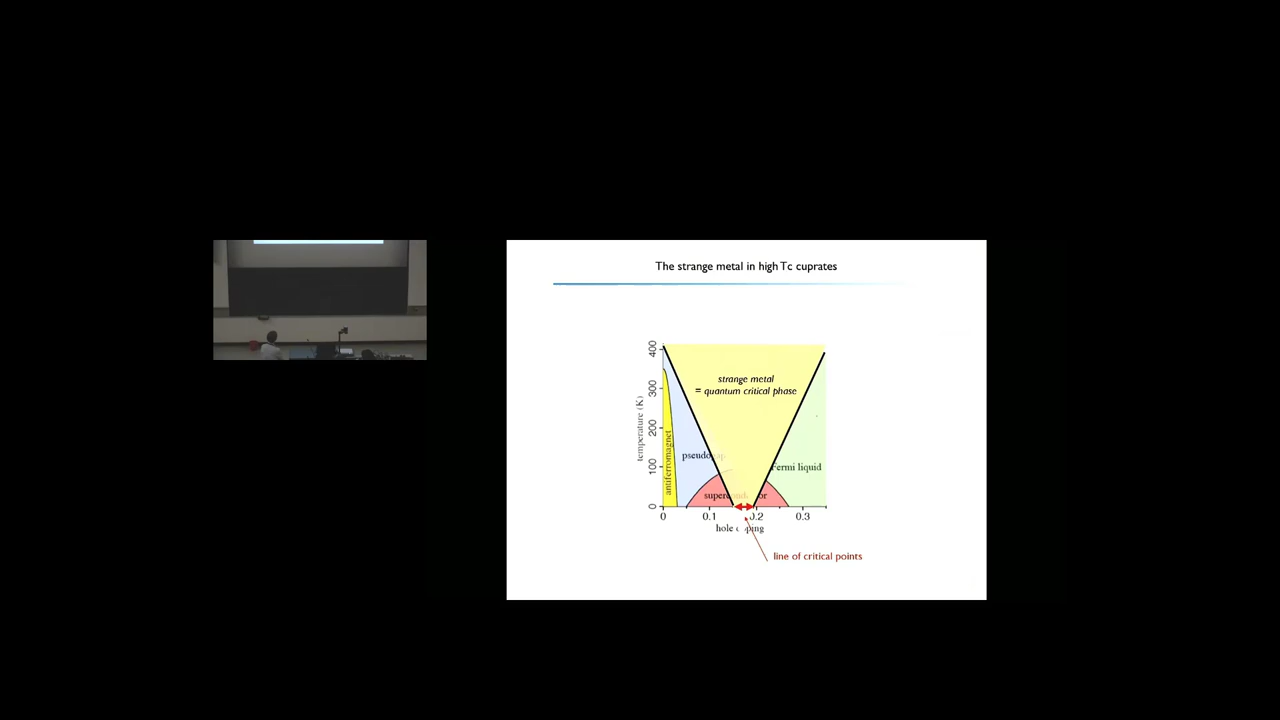 The strange metal in high Tc cuprates
400
300
200
100
0
temperature (K)
antiferromagnet
strange metal
= quantum critical phase
Fermi liquid
0
0.1
0.3
hole
line of critical points